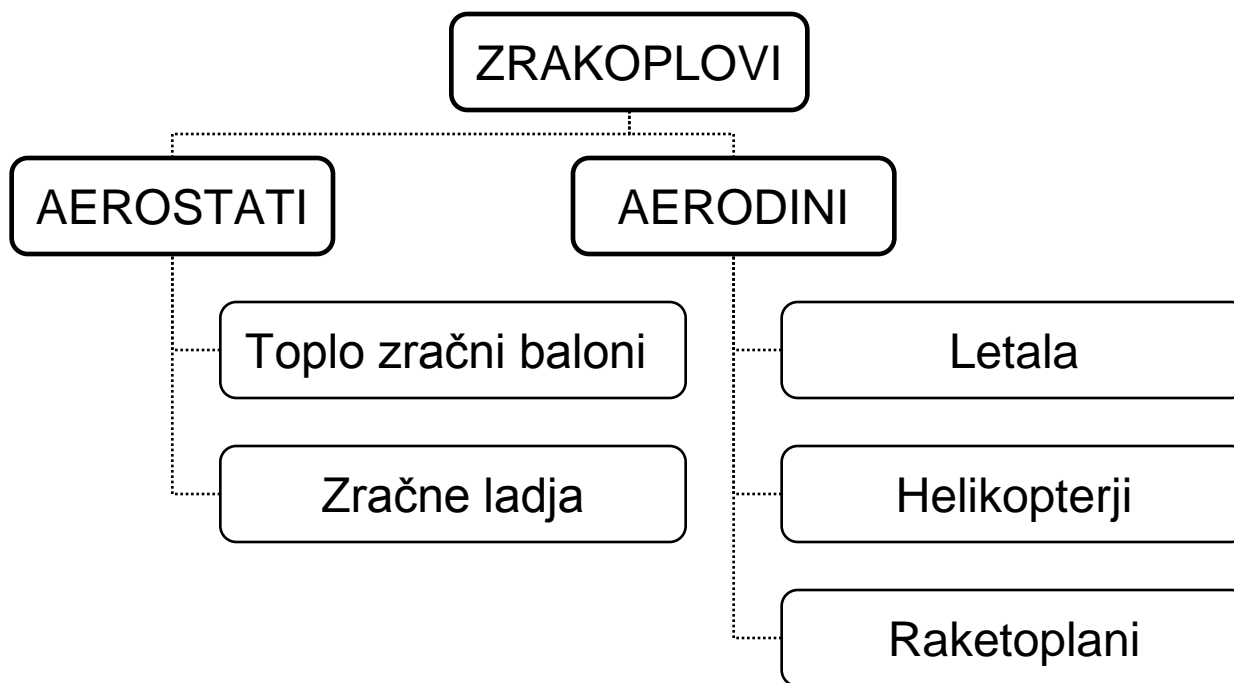 ZRAKOPLOVI
AEROSTATI
AERODINI
Toplo zračni baloni
Letala
Zračne ladja
Helikopterji
Raketoplani